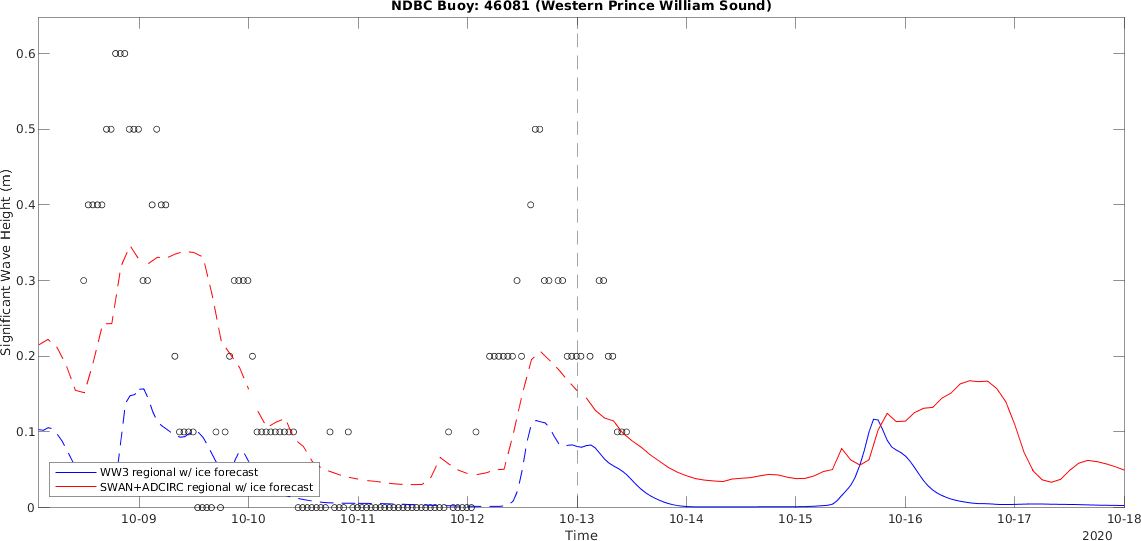 NDBC Buoy: 46081 (Western Prince William Sound)
Significant Wave Height (m)
0.6
0.5
0.4
0.3
0.2
0.1
0
WW3 regional w/ ice forecast
SWAN+ADCIRC regional w/ ice forecast
10-09 10-10 10-11 10-12 10-13 10-14 10-15 10-16 10-17 10-18
Time
2020